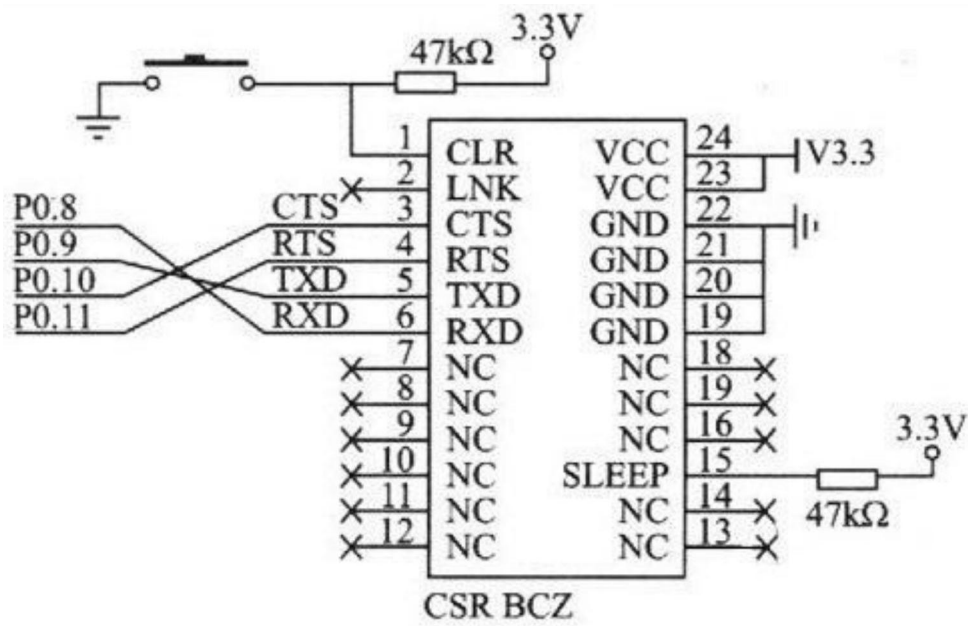 3.3V
47kΩ
1 CLR VCC 24 V3.3
2 LNK VCC 23
P0.8 CTS 3 CTS GND 22
P0.9 RTS 4 RTS GND 21
P0.10 TXD 5 TXD GND 20
P0.11 RXD 6 RXD GND 19
7 NC NC 18
8 NC NC 19
9 NC NC 16
3.3V
10 NC SLEEP 15
11 NC NC 14
47kΩ
12 NC NC 13
CSR BCZ